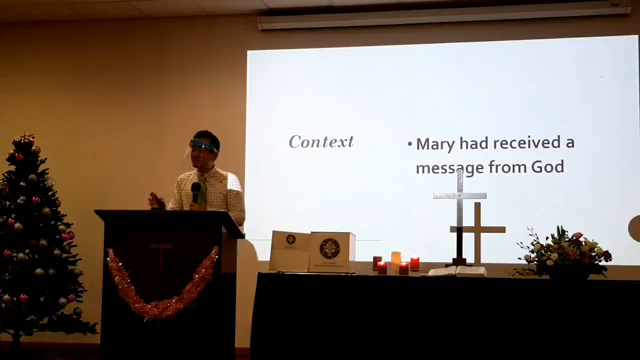 Context
• Mary had received a
message from God